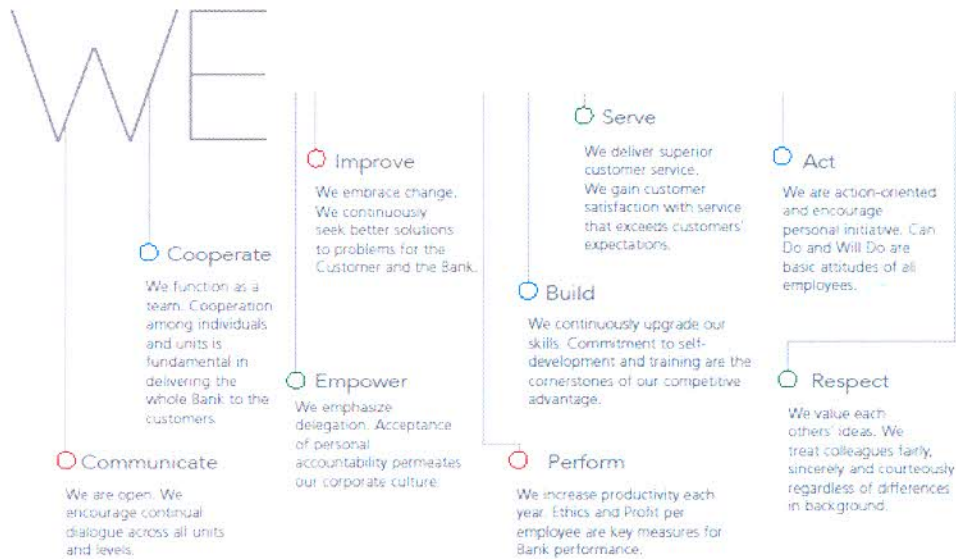 WE
Communicate
We are open. We
encourage continual
dialogue across all units
and levels.
Cooperate
We function as a
team. Cooperation
among individuals
and units is
fundamental in
delivering the
whole Bank to the
customers.
Improve
We embrace change.
We continuously
seek better solutions
to problems for the
Customer and the Bank.
Empower
We emphasize
delegation. Acceptance
of personal
accountability permeates
our corporate culture.
Serve
We deliver superior
customer service.
We gain customer
satisfaction with service
that exceeds customers'
expectations.
Build
We continuously upgrade our
skills. Commitment to self-
development and training are the
cornerstones of our competitive
advantage.
Perform
We increase productivity each
year. Ethics and Profit per
employee are key measures for
Bank performance.
Act
We are action-oriented
and encourage
personal initiative. Can
Do and Will Do are
basic attitudes of all
employees.
Respect
We value each
others' ideas. We
treat colleagues fairly,
sincerely and courteously
regardless of differences
in background.